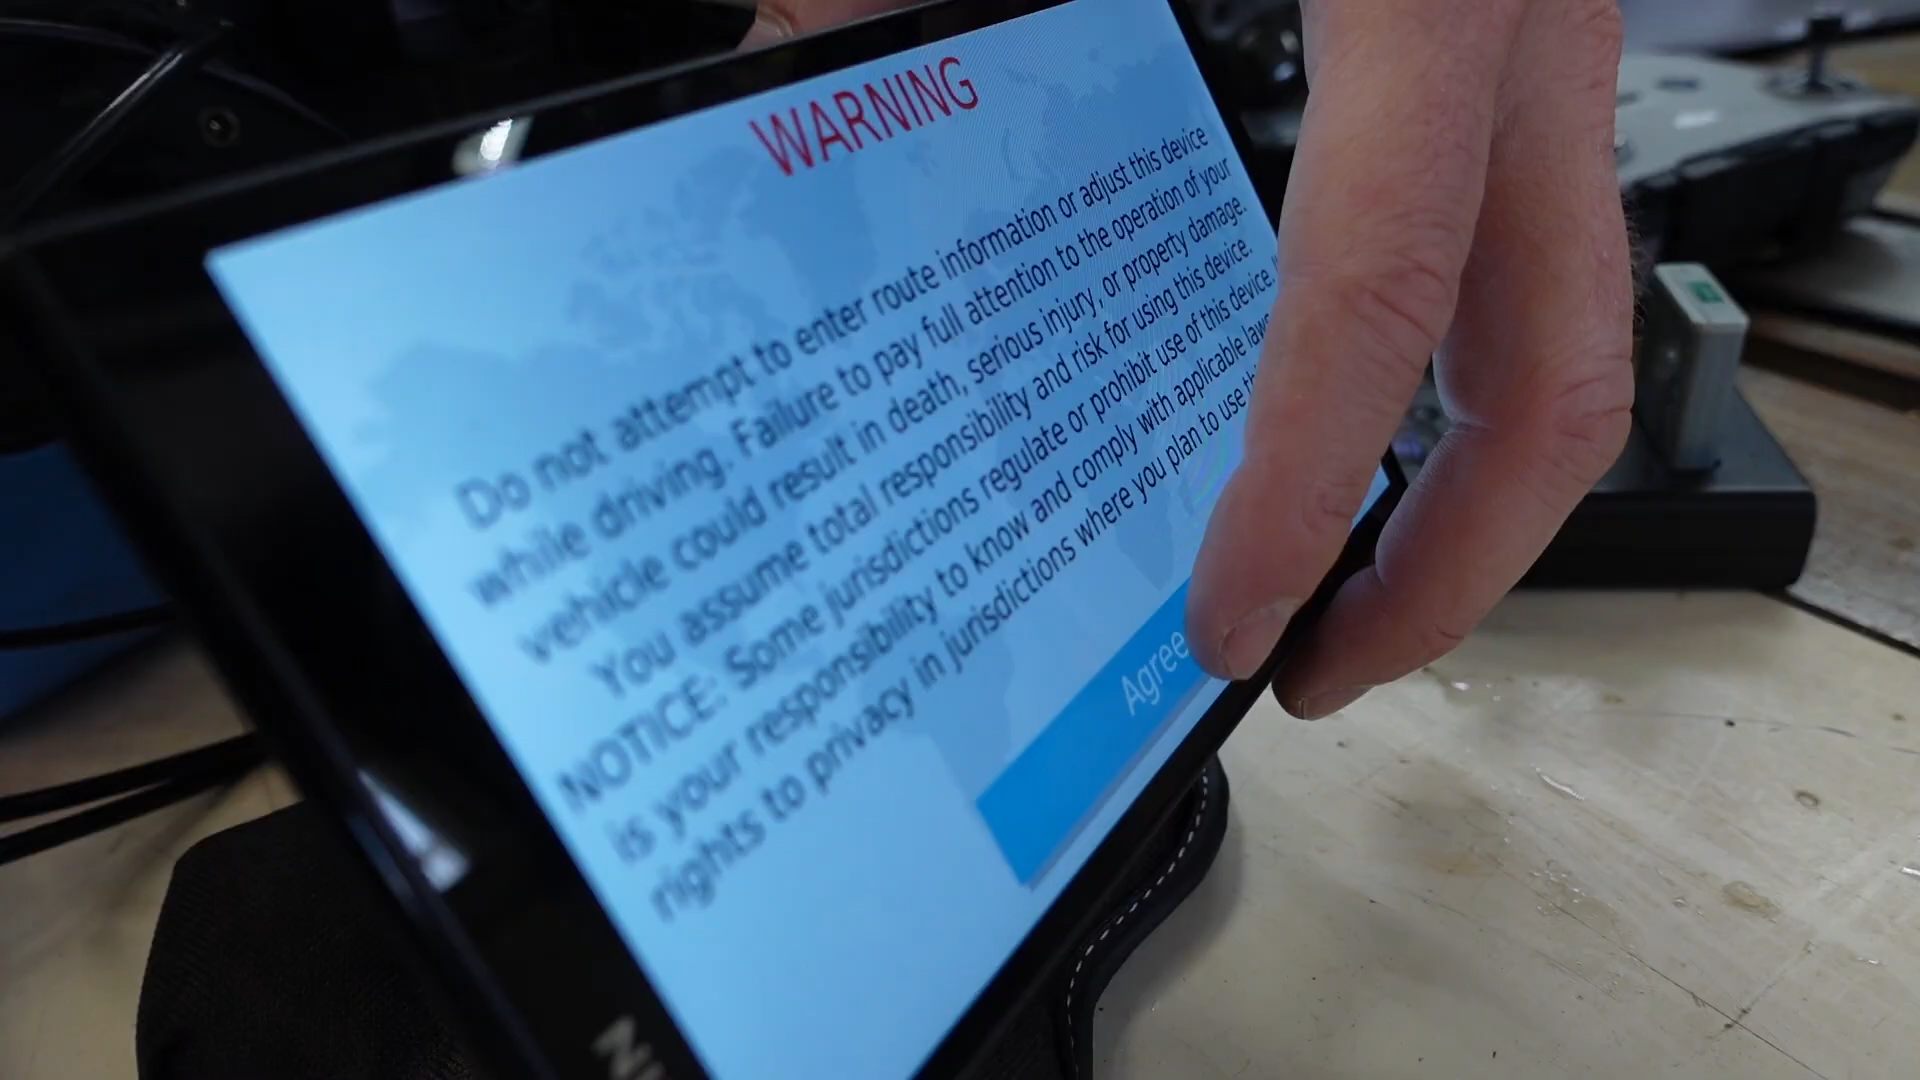 WARNING
Do not attempt to enter route information or adjust this device
while driving. Failure to pay full attention to the operation of your
vehicle could result in death, serious injury, or property damage.
You assume total responsibility and risk for using this device.
NOTICE: Some jurisdictions regulate or prohibit use of this device.
is your responsibility to know and comply with applicable laws
rights to privacy in jurisdictions where you plan to use
Agree